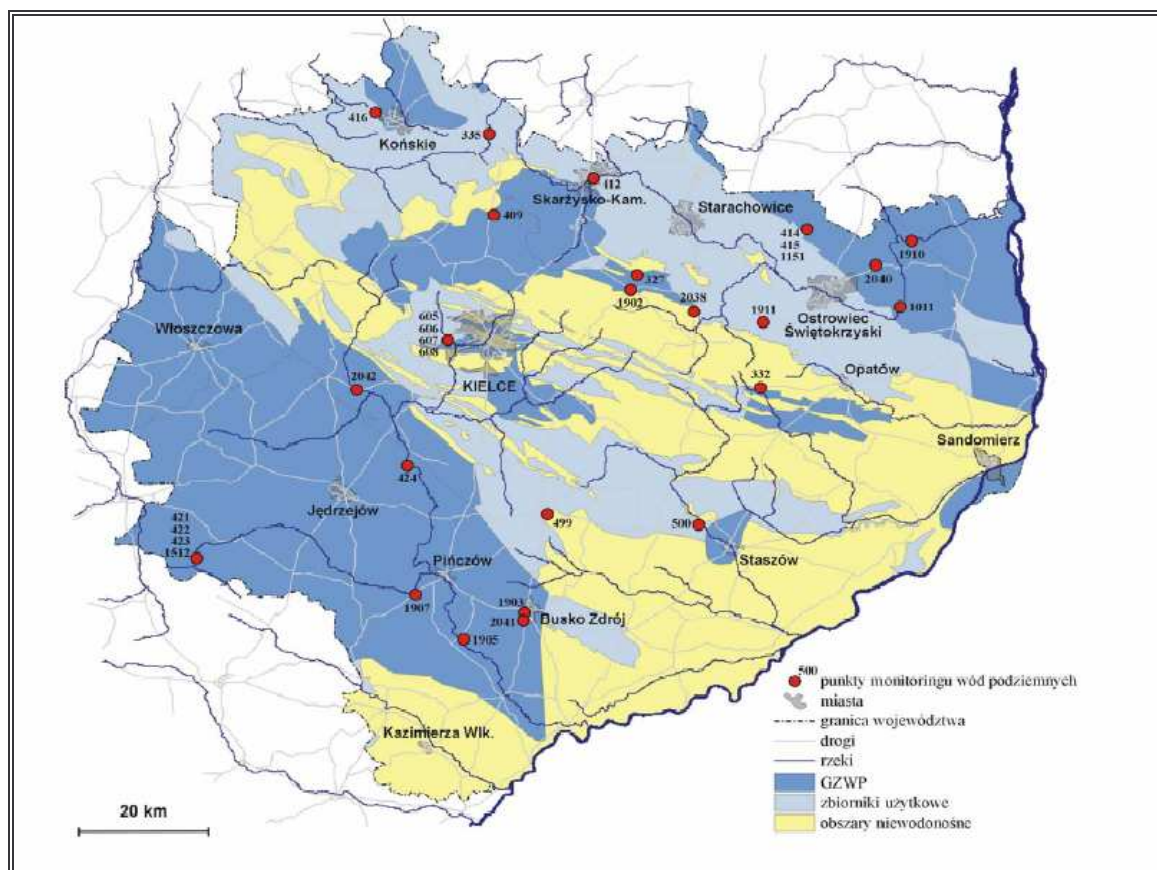 416
Końskie
335
112
Skarżysko-Kam.
Starachowice
409
414
415
1151
1910
2040
327
1902
2038
1011
1911
Ostrowiec
Świętokrzyski
605
606
607
608
Włoszczowa
KIELCE
2042
332
Opatów
Sandomierz
424
Jędrzejów
499
500
Staszów
421
422
423
1512
Pińczów
1907
1903
2041
Busko Zdrój
1905
Kazimierza Wlk.
500
punkty monitoringu wód podziemnych
miasta
granica województwa
drogi
rzeki
GZWP
zbiorniki użytkowe
obszary niewodonośne
20 km